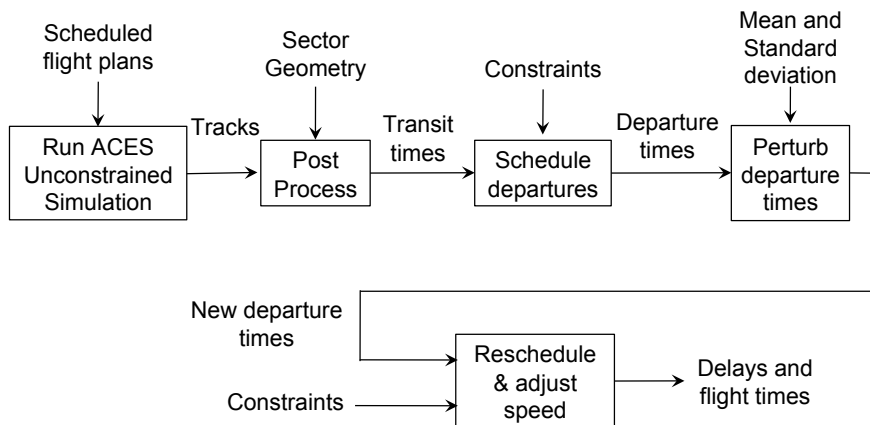 Scheduled
flight plans
Sector
Geometry
Constraints
Mean and
Standard
deviation
Run ACES
Unconstrained
Simulation
Tracks
Post
Process
Transit
times
Schedule
departures
Departure
times
Perturb
departure
times
New departure
times
Constraints
Reschedule
& adjust
speed
Delays and
flight times